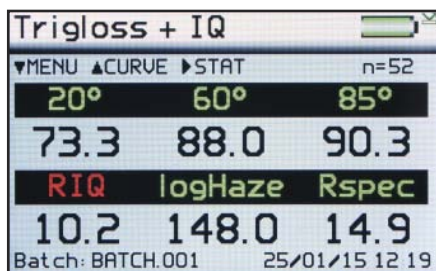 Trigloss + IQ
▼MENU ▲CURVE ▶STAT n=52
20° 60° 85°
73.3 88.0 90.3
RIQ logHaze Rspec
10.2 148.0 14.9
Batch: BATCH.001 25/01/15 12 19